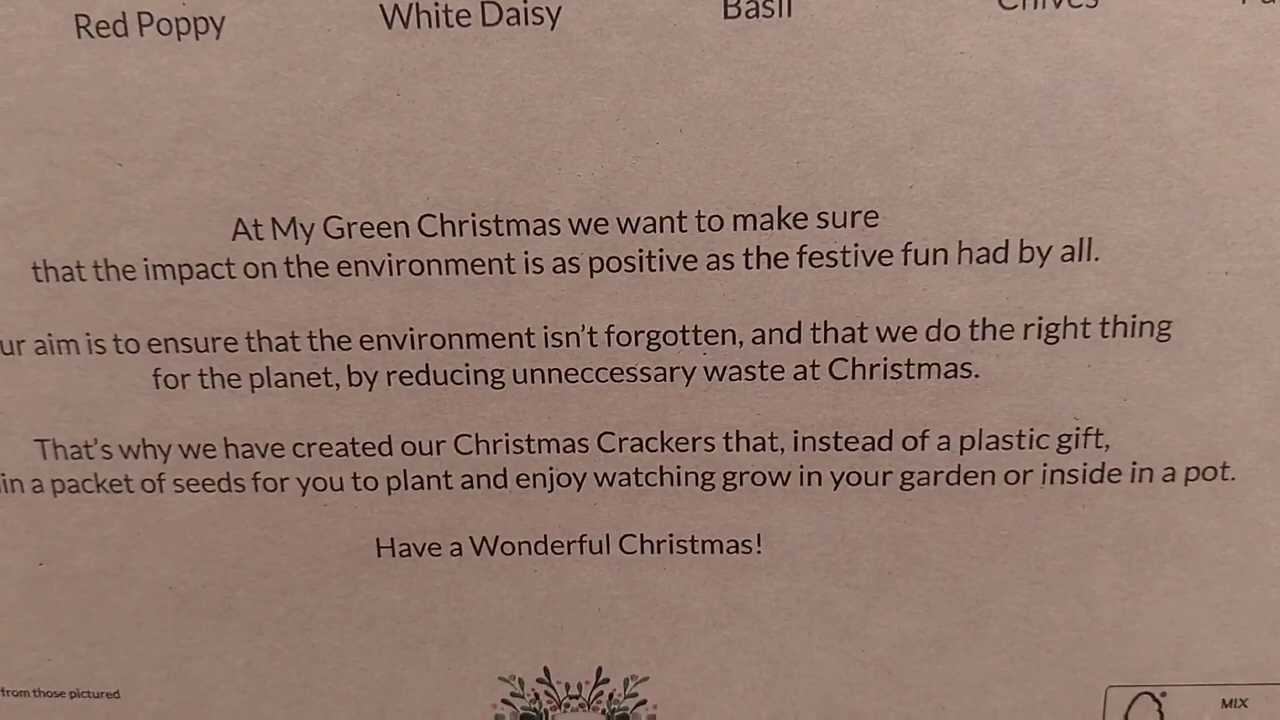 Red Poppy
White Daisy
Basil
Chives
At My Green Christmas we want to make sure
that the impact on the environment is as positive as the festive fun had by all.
ur aim is to ensure that the environment isn't forgotten, and that we do the right thing
for the planet, by reducing unneccessary waste at Christmas.
That's why we have created our Christmas Crackers that, instead of a plastic gift,
in a packet of seeds for you to plant and enjoy watching grow in your garden or inside in a pot.
Have a Wonderful Christmas!
from those pictured
MIX